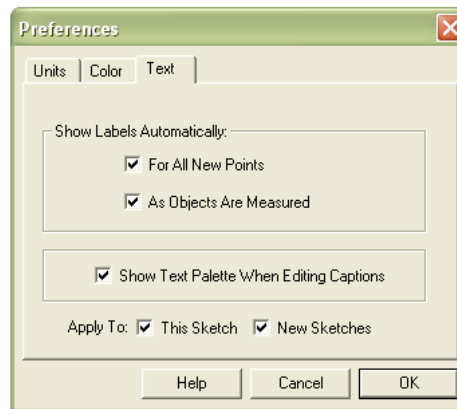 Preferences
Units Color Text
Show Labels Automatically:
For All New Points
As Objects Are Measured
Show Text Palette When Editing Captions
Apply To: This Sketch New Sketches
Help Cancel OK